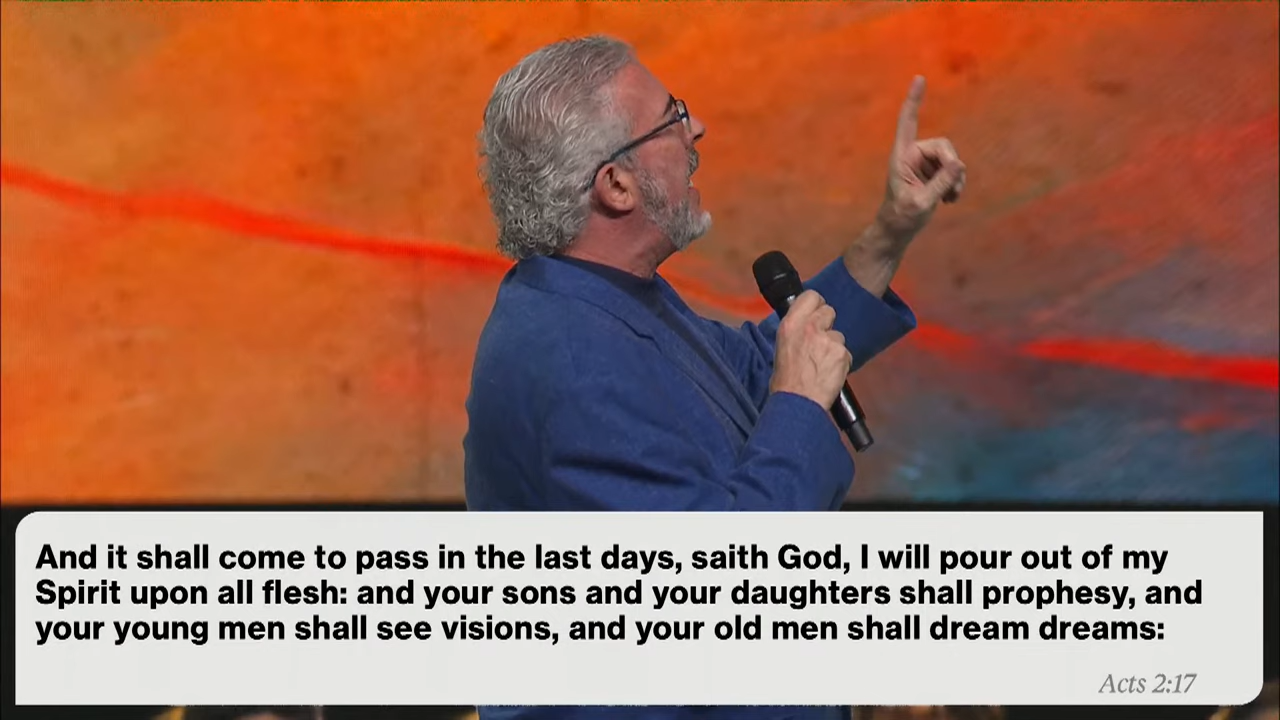 And it shall come to pass in the last days, saith God, I will pour out of my
Spirit upon all flesh: and your sons and your daughters shall prophesy, and
your young men shall see visions, and your old men shall dream dreams:
Acts 2:17